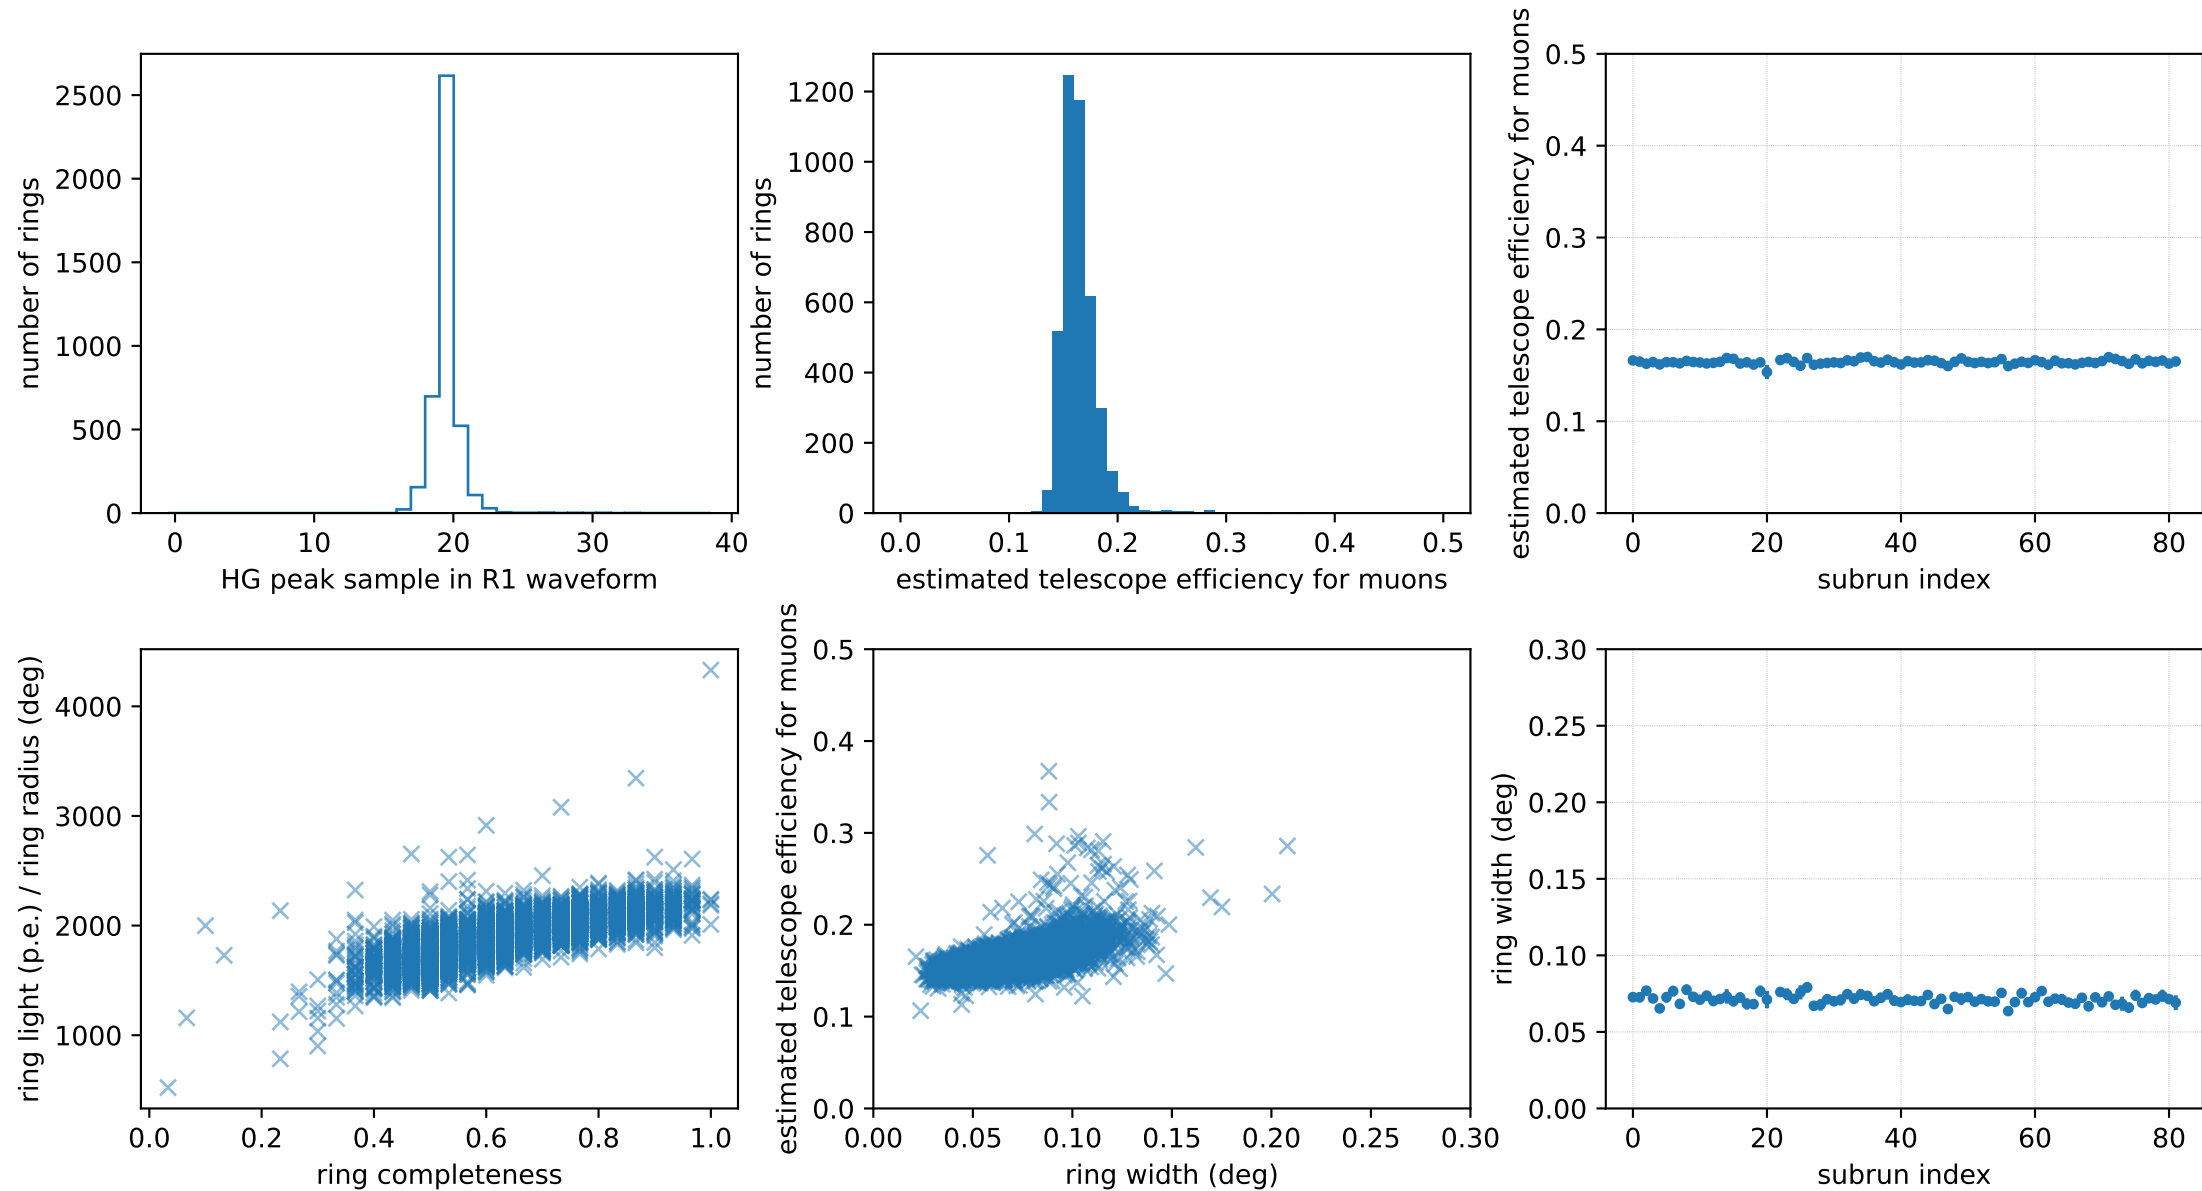 number of rings
2500
2000
1500
1000
500
0
0 10 20 30 40
HG peak sample in R1 waveform
number of rings
1200
1000
800
600
400
200
0
0.0 0.1 0.2 0.3 0.4 0.5
estimated telescope efficiency for muons
estimated telescope efficiency for muons
0.5
0.4
0.3
0.2
0.1
0.0
0 20 40 60 80
subrun index
ring light (p.e.) / ring radius (deg)
4000
3000
2000
1000
0.0 0.2 0.4 0.6 0.8 1.0
ring completeness
estimated telescope efficiency for muons
0.5
0.4
0.3
0.2
0.1
0.0
0.00 0.05 0.10 0.15 0.20 0.25 0.30
ring width (deg)
ring width (deg)
0.30
0.25
0.20
0.15
0.10
0.05
0.00
0 20 40 60 80
subrun index